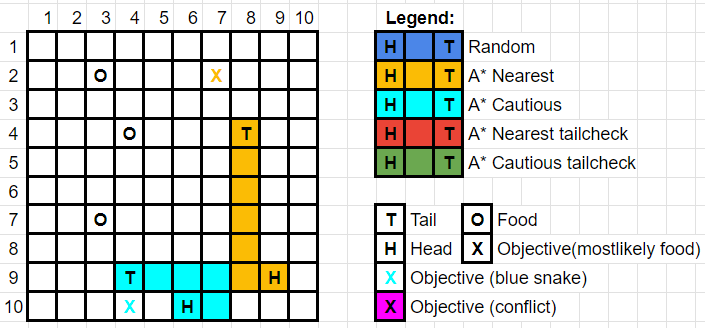 1 2 3 4 5 6 7 8 9 10 Legend:
1 H T Random
2 O X H T A* Nearest
3 H T A* Cautious
4 O T H T A* Nearest tailcheck
5 H T A* Cautious tailcheck
6
7 O T Tail O Food
8 H Head X Objective(mostlikely food)
9 T H X Objective (blue snake)
10 X H X Objective (conflict)